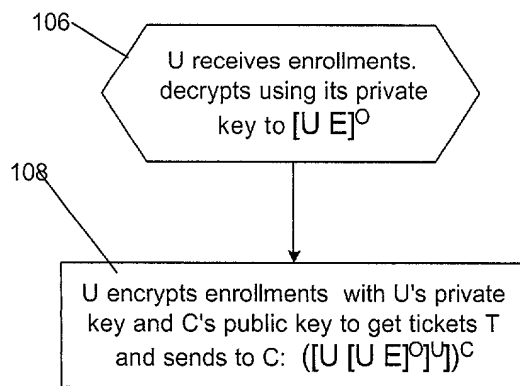 106
U receives enrollments.
decrypts using its private
key to [U E]^O
108
U encrypts enrollments with U's private
key and C's public key to get tickets T
and sends to C: ([U [U E]^O]^U])^C